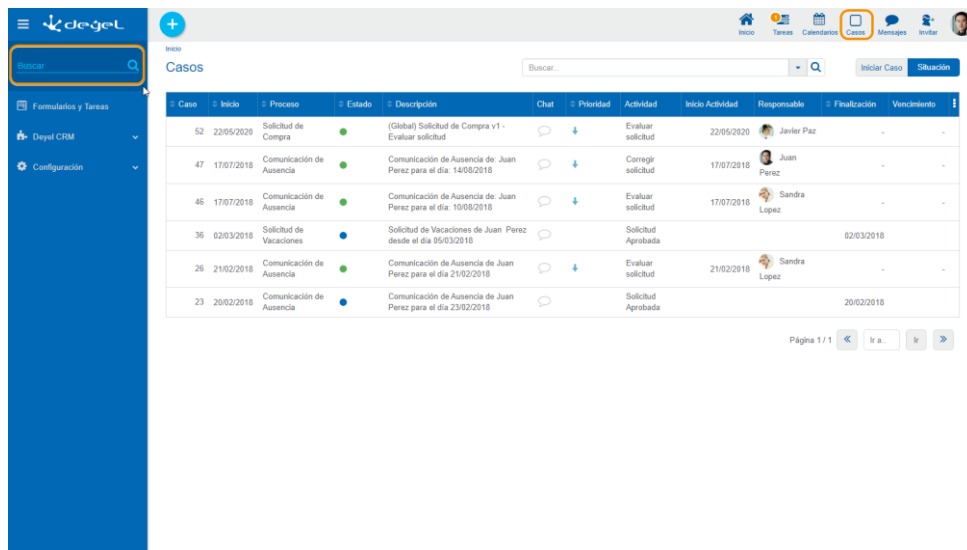 degeL
Inicio
Tareas
Calendarios
Casos
Mensajes
Invitar
Inicio
Buscar
Casos
Buscar...
Iniciar Caso
Situación
Formularios y Tareas
Deyel CRM
Configuración
Caso Inicio Proceso Estado Descripción Chat Prioridad Actividad Inicio Actividad Responsable Finalización Vencimiento
52 22/05/2020 Solicitud de Compra (Global) Solicitud de Compra v1 - Evaluar solicitud Evaluar solicitud 22/05/2020 Javier Paz - -
47 17/07/2018 Comunicación de Ausencia Comunicación de Ausencia de: Juan Perez para el día: 14/08/2018 Corregir solicitud 17/07/2018 Juan Perez - -
46 17/07/2018 Comunicación de Ausencia Comunicación de Ausencia de: Juan Perez para el día: 10/08/2018 Evaluar solicitud 17/07/2018 Sandra Lopez - -
36 02/03/2018 Solicitud de Vacaciones Solicitud de Vacaciones de Juan Perez desde el día 05/03/2018 Solicitud Aprobada 02/03/2018
26 21/02/2018 Comunicación de Ausencia Comunicación de Ausencia de Juan Perez para el día 21/02/2018 Evaluar solicitud 21/02/2018 Sandra Lopez - -
23 20/02/2018 Comunicación de Ausencia Comunicación de Ausencia de Juan Perez para el día 23/02/2018 Solicitud Aprobada 20/02/2018
Página 1 / 1 « Ir a.. Ir »